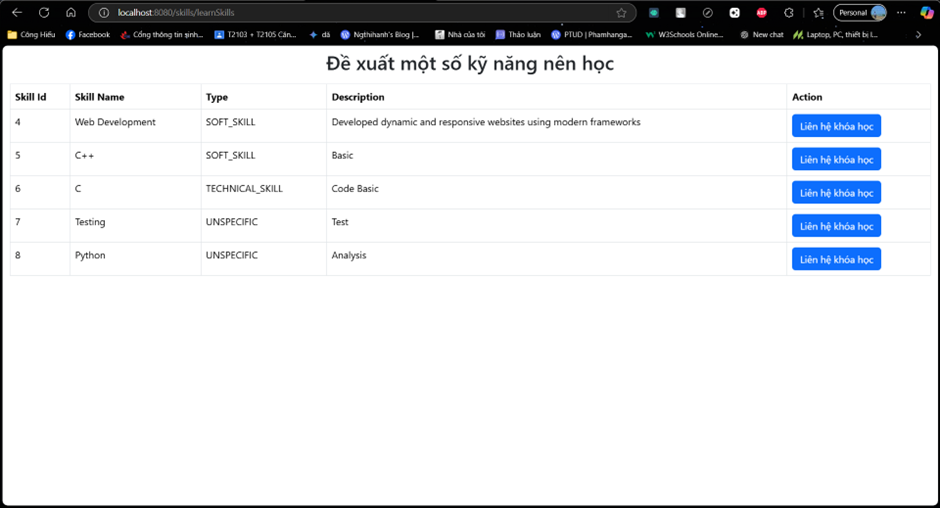 localhost:8080/skills/learnSkills
Personal
Công Hiếu Facebook Cổng thông tin sinh... T2103 + T2105 Căn... dá Ngthihanh's Blog |... Nhà của tôi Thảo luận PTUD | Phamhanga... W3Schools Online... New chat Laptop, PC, thiết bị l...
Đề xuất một số kỹ năng nên học
Skill Id Skill Name Type Description Action
4 Web Development SOFT_SKILL Developed dynamic and responsive websites using modern frameworks Liên hệ khóa học
5 C++ SOFT_SKILL Basic Liên hệ khóa học
6 C TECHNICAL_SKILL Code Basic Liên hệ khóa học
7 Testing UNSPECIFIC Test Liên hệ khóa học
8 Python UNSPECIFIC Analysis Liên hệ khóa học